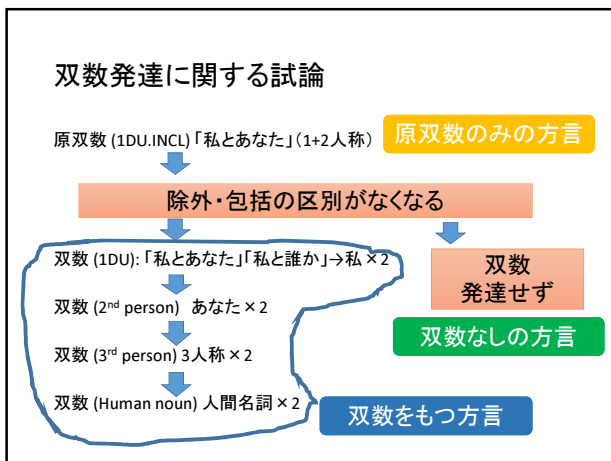 双数発達に関する試論
原双数 (1DU.INCL)「私とあなた」(1+2人称)
原双数のみの方言
除外・包括の区別がなくなる
双数 (1DU):「私とあなた」「私と誰か」→私×2
双数
発達せず
双数 (2nd person) あなた×2
双数なしの方言
双数 (3rd person) 3人称×2
双数 (Human noun) 人間名詞×2
双数をもつ方言